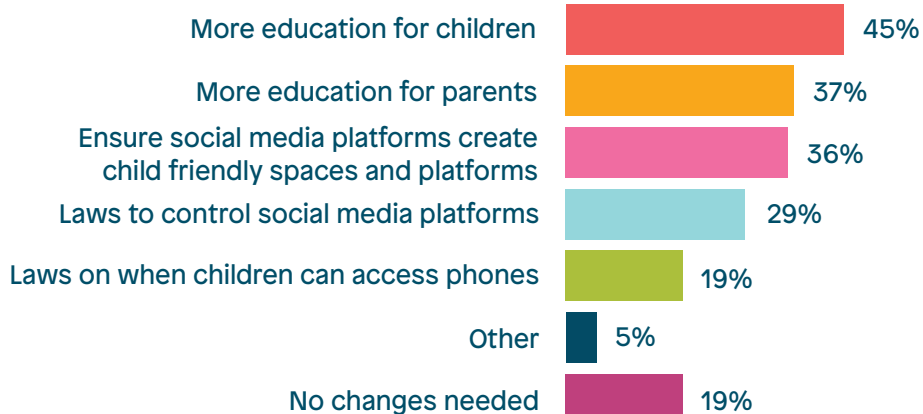 More education for children 45%
More education for parents 37%
Ensure social media platforms create
child friendly spaces and platforms 36%
Laws to control social media platforms 29%
Laws on when children can access phones 19%
Other 5%
No changes needed 19%